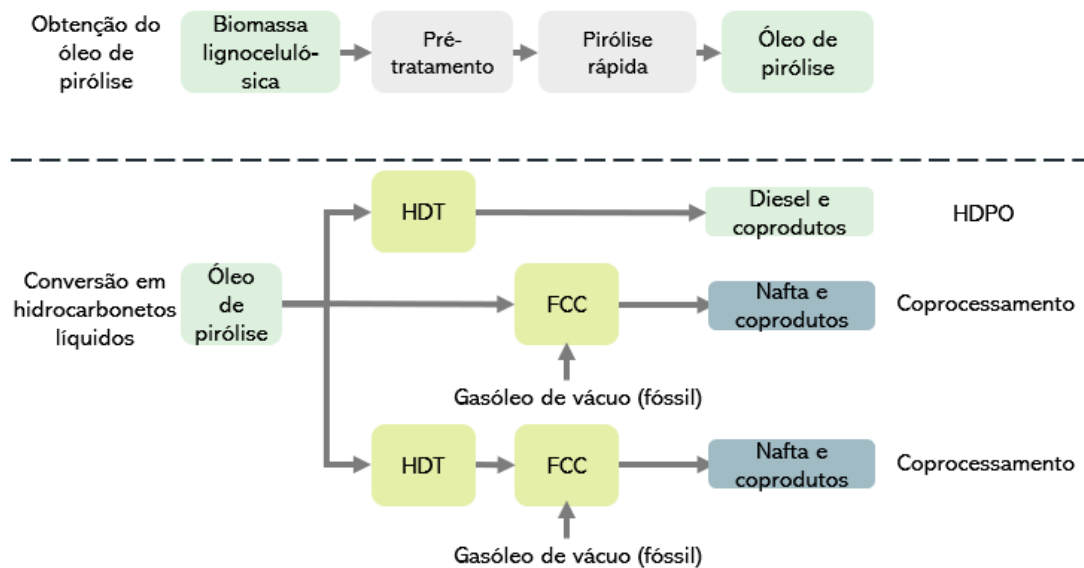 Obtenção do
óleo de
pirólise
Biomassa
lignoceluló-
sica
Pré-
tratamento
Pirólise
rápida
Óleo de
pirólise
HDT
Diesel e
coprodutos
HDPO
Conversão em
hidrocarbonetos
líquidos
Óleo
de
pirólise
FCC
Nafta e
coprodutos
Coprocessamento
Gasóleo de vácuo (fóssil)
HDT
FCC
Nafta e
coprodutos
Coprocessamento
Gasóleo de vácuo (fóssil)